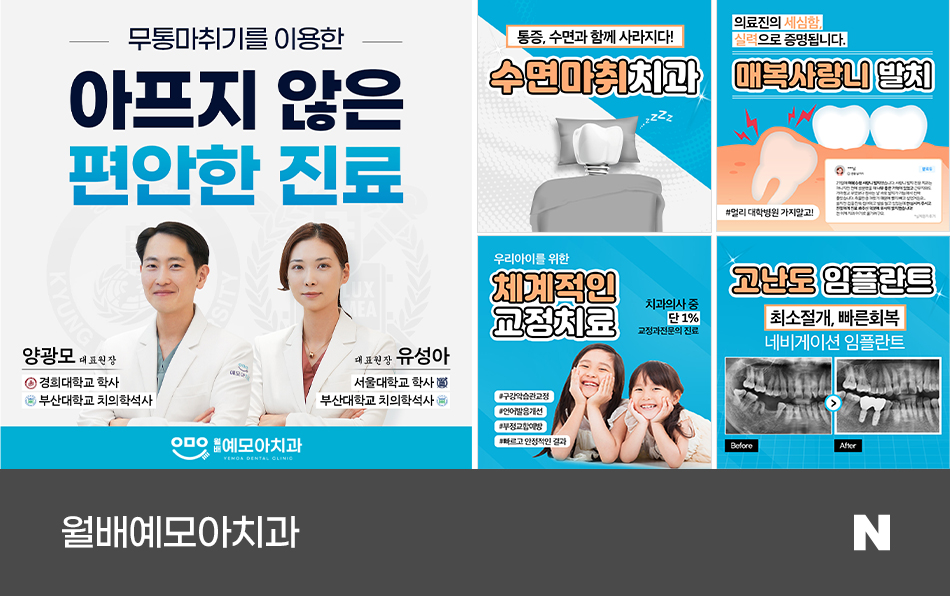 무통마취기를 이용한
아프지 않은
편안한 진료
양광모 대표원장
경희대학교 학사
부산대학교 치의학석사
대표원장 유성아
서울대학교 학사
부산대학교 치의학석사
월배 예모아치과
YEMOA DENTAL CLINIC
통증, 수면과 함께 사라지다!
수면마취치과
zZZZ
의료진의 세심함,
실력으로 증명됩니다.
매복사랑니 발치
#멀리 대학병원 가지말고!
우리아이를 위한
체계적인
교정치료
치과의사 중
단 1%
교정과전문의 진료
#구강악습관교정
#언어발음개선
#부정교합예방
#빠르고 안정적인 결과
고난도 임플란트
최소절개, 빠른회복
네비게이션 임플란트
Before
After
월배예모아치과
N